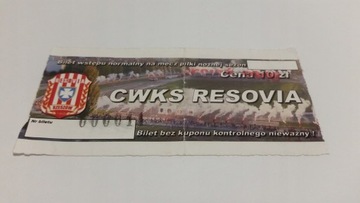 Bilet wstępu normalny na mecz piłki nożnej sezon
Cena 10 zł
CWKS RESOVIA
Nr biletu
Bilet bez kuponu kontrolnego nieważny !